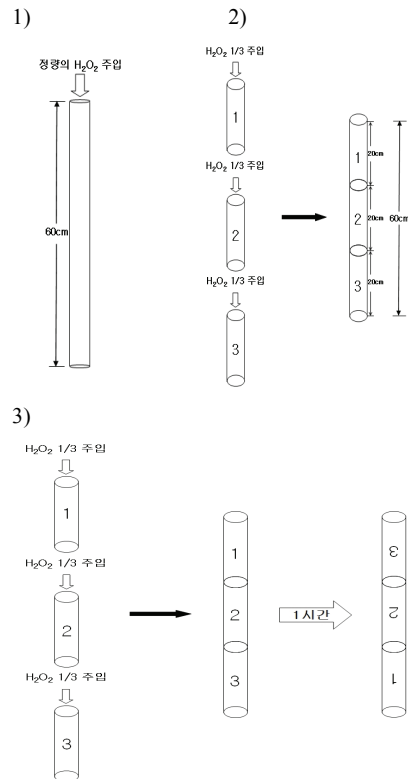 1)
정량의 H₂O₂ 주입
60cm
2)
H₂O₂ 1/3 주입
1
H₂O₂ 1/3 주입
2
H₂O₂ 1/3 주입
3
1
20cm
2
20cm
3
20cm
60cm
3)
H₂O₂ 1/3 주입
1
H₂O₂ 1/3 주입
2
H₂O₂ 1/3 주입
3
1
2
3
1시간
3
2
1